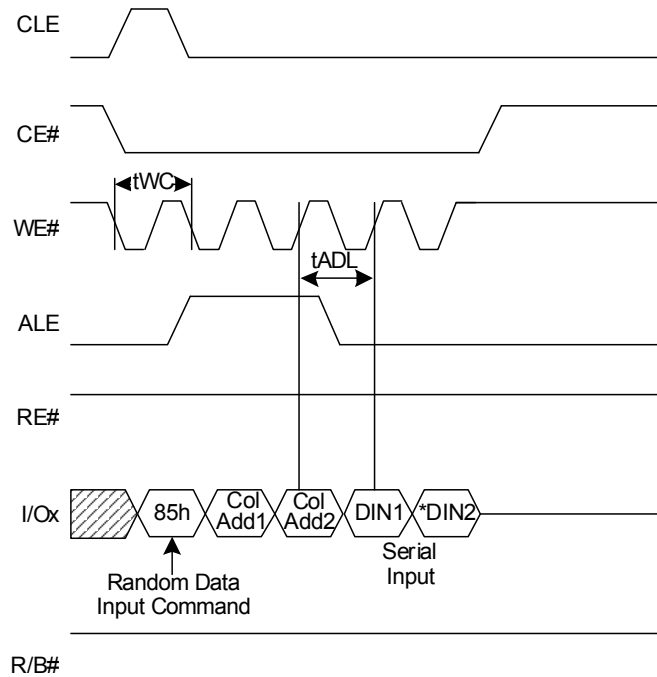 CLE
CE#
tWC
WE#
tADL
ALE
RE#
I/Ox
85h
Col
Add1
Col
Add2
DIN1
*DIN2
Serial
Input
Random Data
Input Command
R/B#